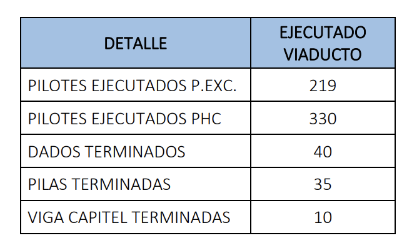 DETALLE EJECUTADO VIADUCTO
PILOTES EJECUTADOS P.EXC. 219
PILOTES EJECUTADOS PHC 330
DADOS TERMINADOS 40
PILAS TERMINADAS 35
VIGA CAPITEL TERMINADAS 10